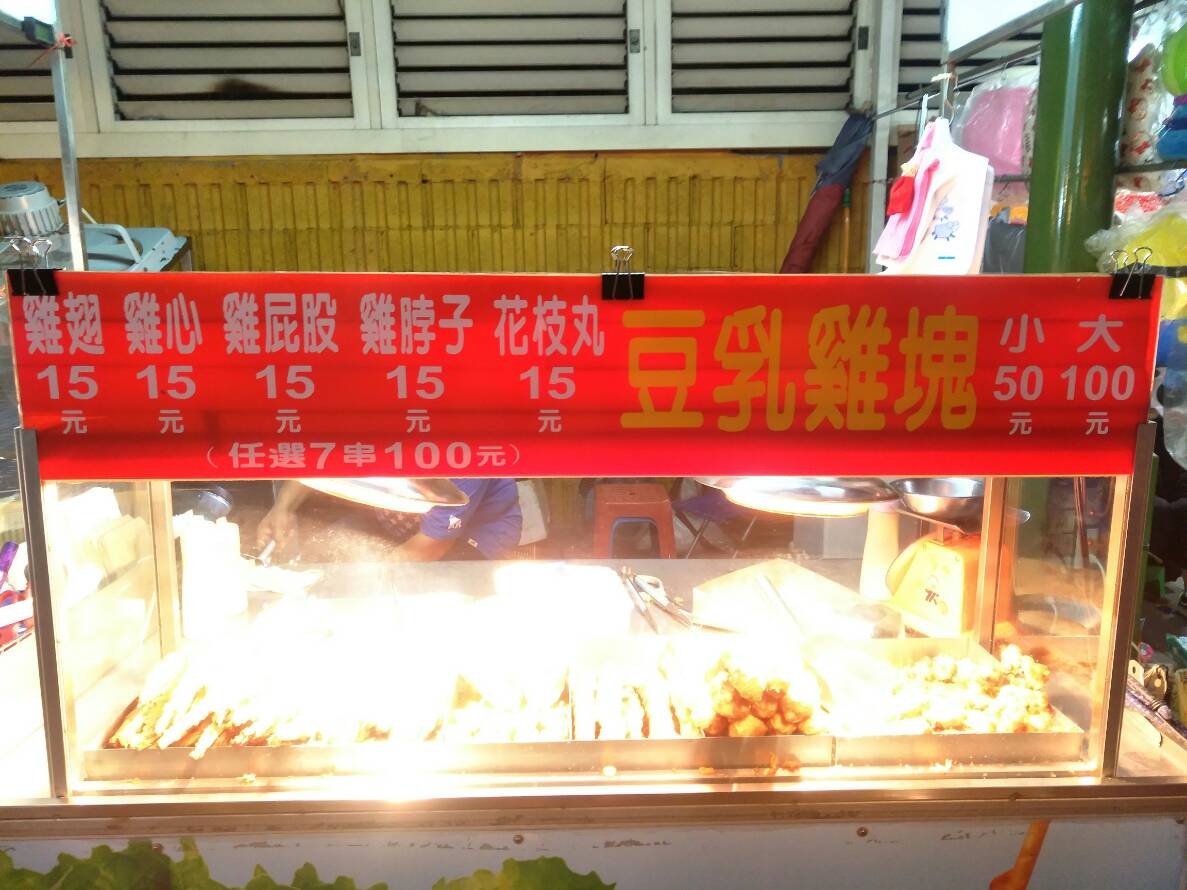 雞翅 雞心 雞屁股 雞脖子 花枝丸
15 15 15 15 15
元 元 元 元 元
(任選7串100元)
豆乳雞塊
小 大
50 100
元 元